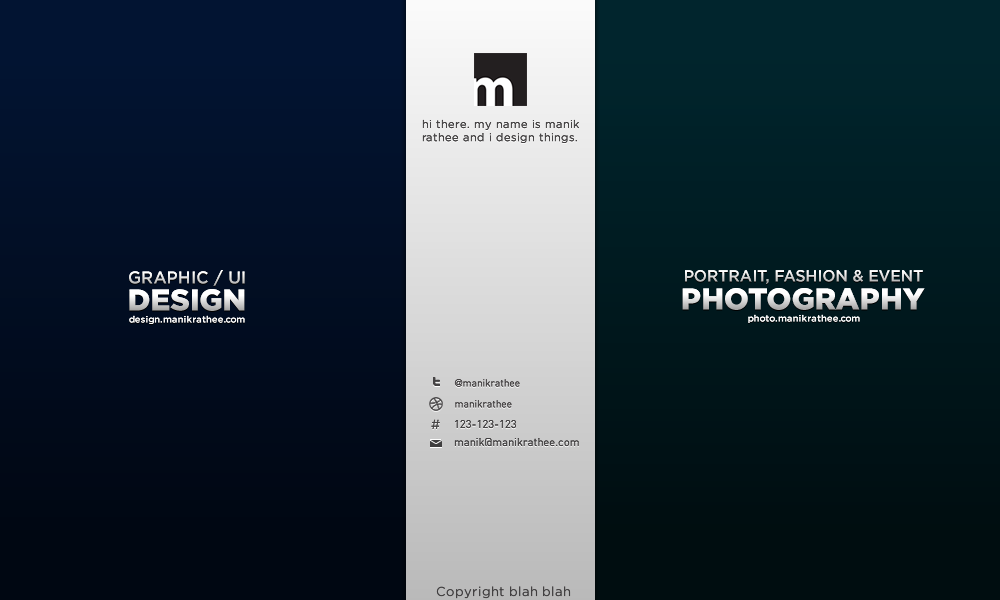 m
hi there. my name is manik
rathee and i design things.
GRAPHIC / UI
DESIGN
design.manikrathee.com
PORTRAIT, FASHION & EVENT
PHOTOGRAPHY
photo.manikrathee.com
@manikrathee
manikrathee
# 123-123-123
manik@manikrathee.com
Copyright blah blah